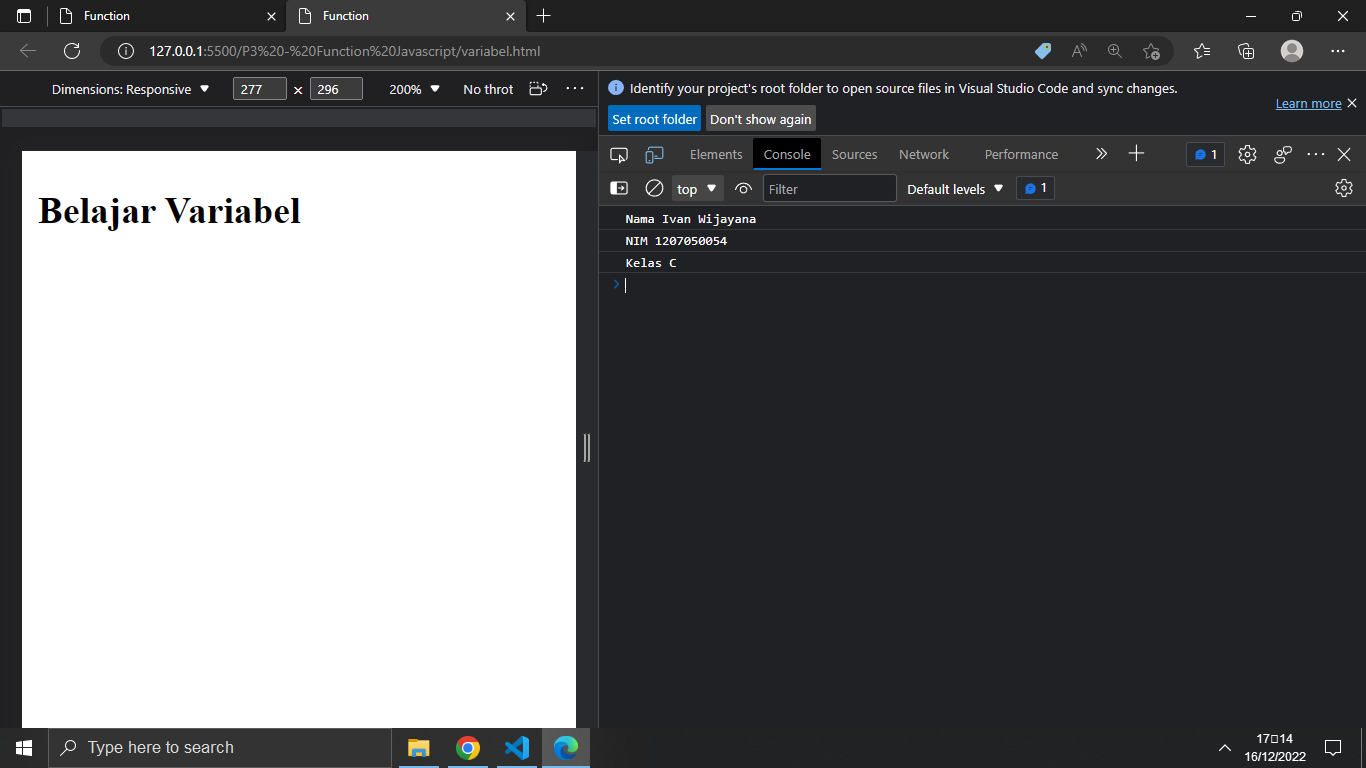 Function
Function
127.0.0.1:5500/P3%20-%20Function%20Javascript/variabel.html
Dimensions: Responsive 277 x 296 200% No throt
Belajar Variabel
Identify your project's root folder to open source files in Visual Studio Code and sync changes.
Learn more
Set root folder Don't show again
Elements Console Sources Network Performance 1
top Filter Default levels 1
Nama Ivan Wijayana
NIM 1207050054
Kelas C
Type here to search
17▯14
16/12/2022